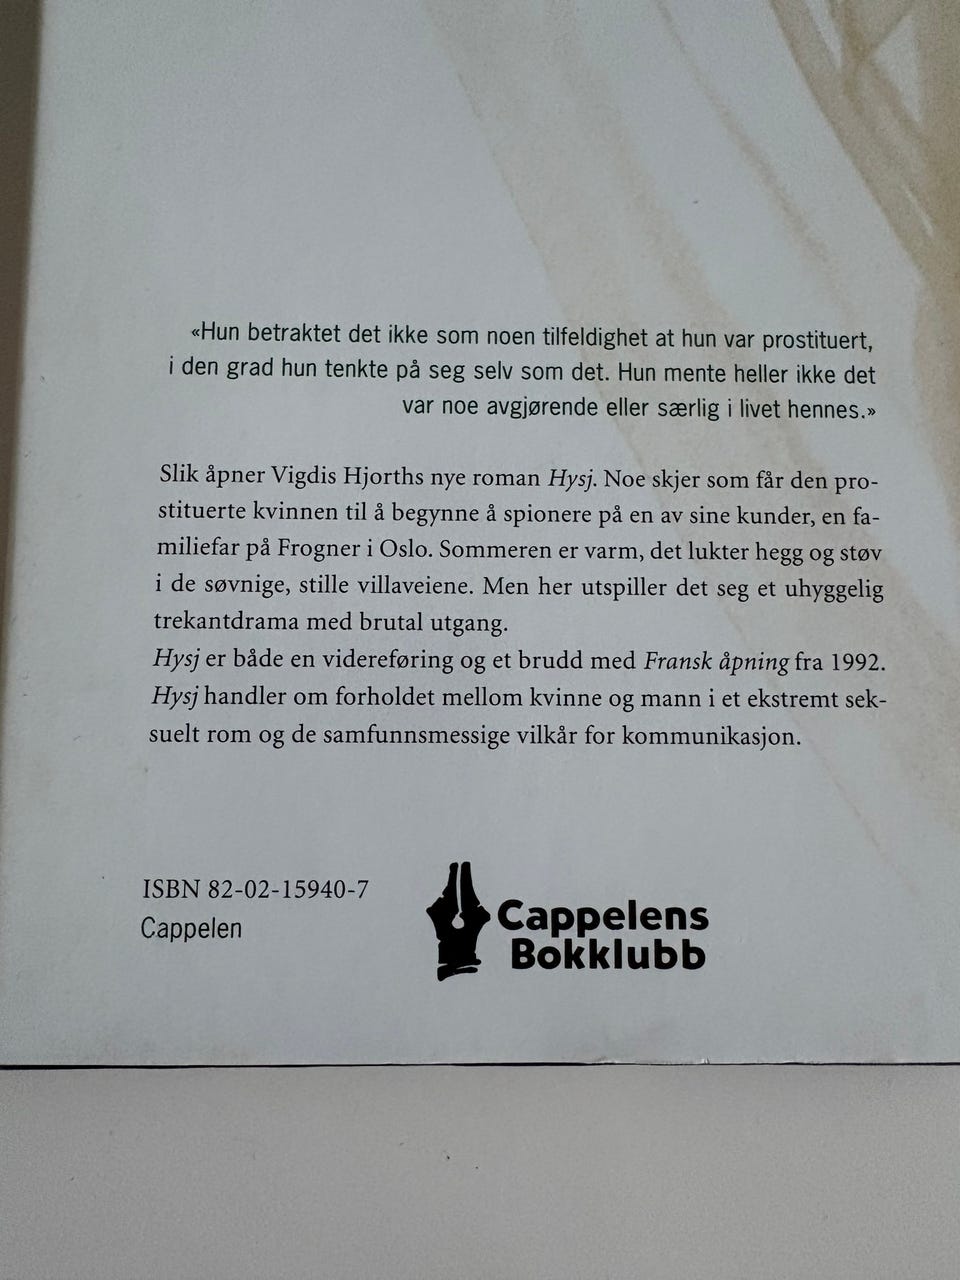 «Hun betraktet det ikke som noen tilfeldighet at hun var prostituert,
i den grad hun tenkte på seg selv som det. Hun mente heller ikke det
var noe avgjørende eller særlig i livet hennes.»
Slik åpner Vigdis Hjorths nye roman Hysj. Noe skjer som får den pro-
stituerte kvinnen til å begynne å spionere på en av sine kunder, en fa-
miliefar på Frogner i Oslo. Sommeren er varm, det lukter hegg og støv
i de søvnige, stille villaveiene. Men her utspiller det seg et uhyggelig
trekantdrama med brutal utgang.
Hysj er både en videreføring og et brudd med Fransk åpning fra 1992.
Hysj handler om forholdet mellom kvinne og mann i et ekstremt sek-
suelt rom og de samfunnsmessige vilkår for kommunikasjon.
ISBN 82-02-15940-7
Cappelen
Cappelens
Bokklubb